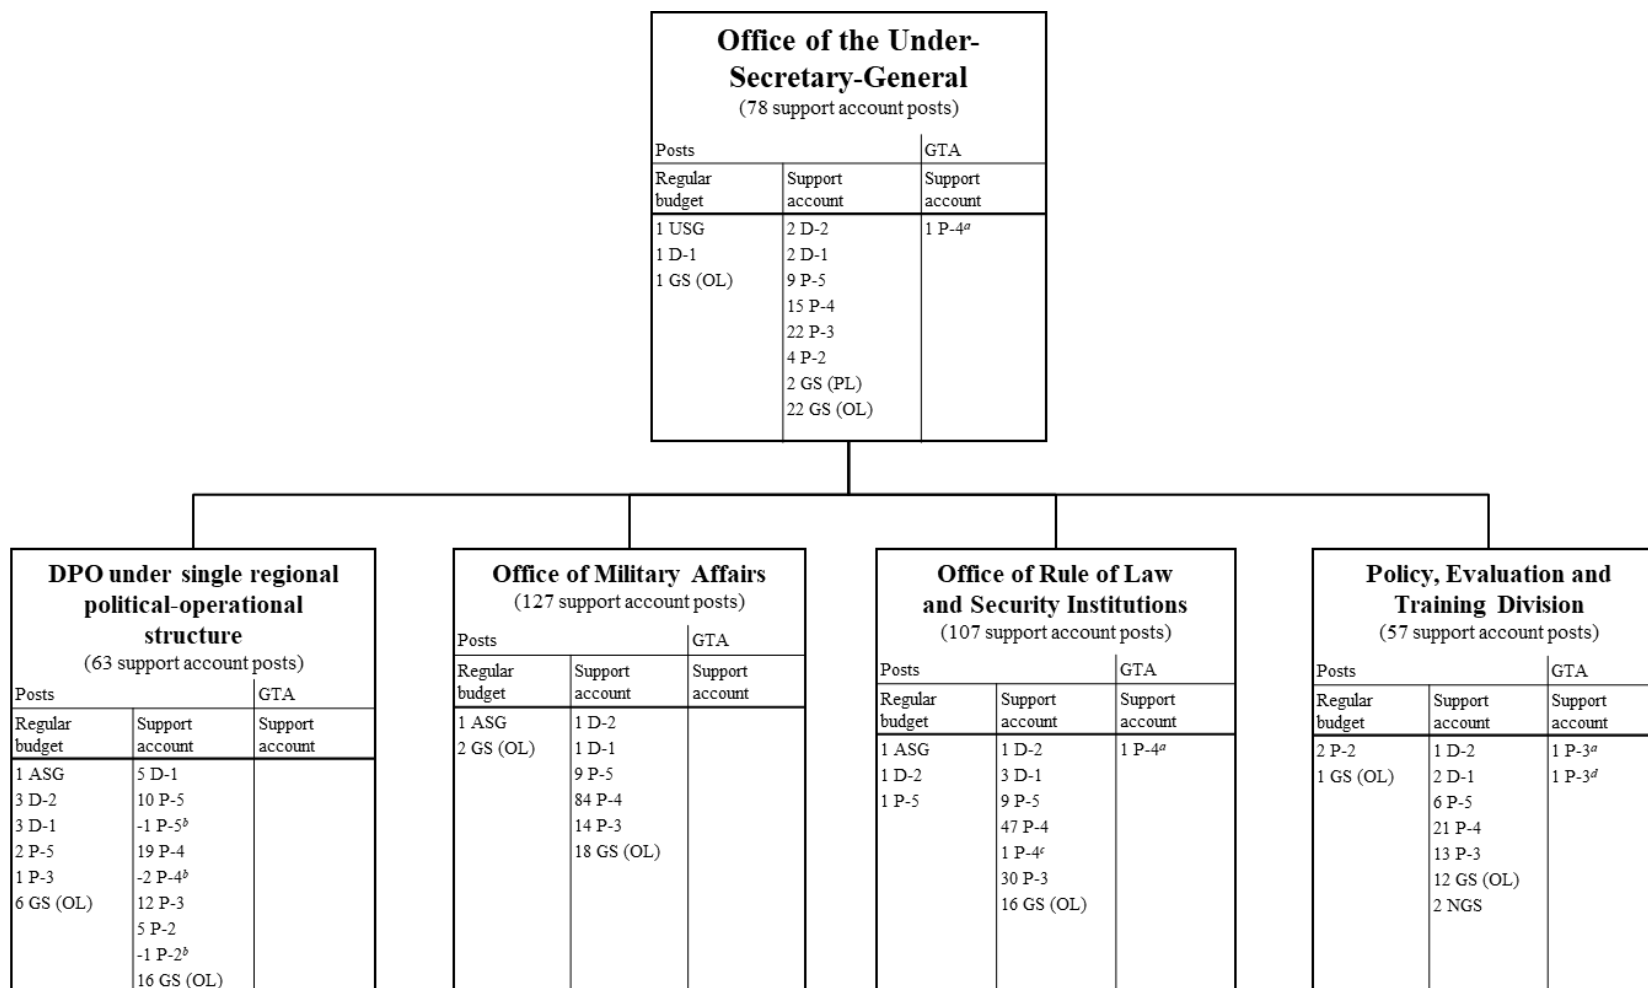 Office of the Under-
Secretary-General
(78 support account posts)
Posts GTA
Regular Support Support
budget account account
1 USG 2 D-2 1 P-4a
1 D-1 2 D-1
1 GS (OL) 9 P-5
15 P-4
22 P-3
4 P-2
2 GS (PL)
22 GS (OL)
DPO under single regional
political-operational
structure
(63 support account posts)
Posts GTA
Regular Support Support
budget account account
1 ASG 5 D-1
3 D-2 10 P-5
3 D-1 -1 P-5b
2 P-5 19 P-4
1 P-3 -2 P-4b
6 GS (OL) 12 P-3
5 P-2
-1 P-2b
16 GS (OL)
Office of Military Affairs
(127 support account posts)
Posts GTA
Regular Support Support
budget account account
1 ASG 1 D-2
2 GS (OL) 1 D-1
9 P-5
84 P-4
14 P-3
18 GS (OL)
Office of Rule of Law
and Security Institutions
(107 support account posts)
Posts GTA
Regular Support Support
budget account account
1 ASG 1 D-2 1 P-4a
1 D-2 3 D-1
1 P-5 9 P-5
47 P-4
1 P-4c
30 P-3
16 GS (OL)
Policy, Evaluation and
Training Division
(57 support account posts)
Posts GTA
Regular Support Support
budget account account
2 P-2 1 D-2 1 P-3a
1 GS (OL) 2 D-1 1 P-3d
6 P-5
21 P-4
13 P-3
12 GS (OL)
2 NGS